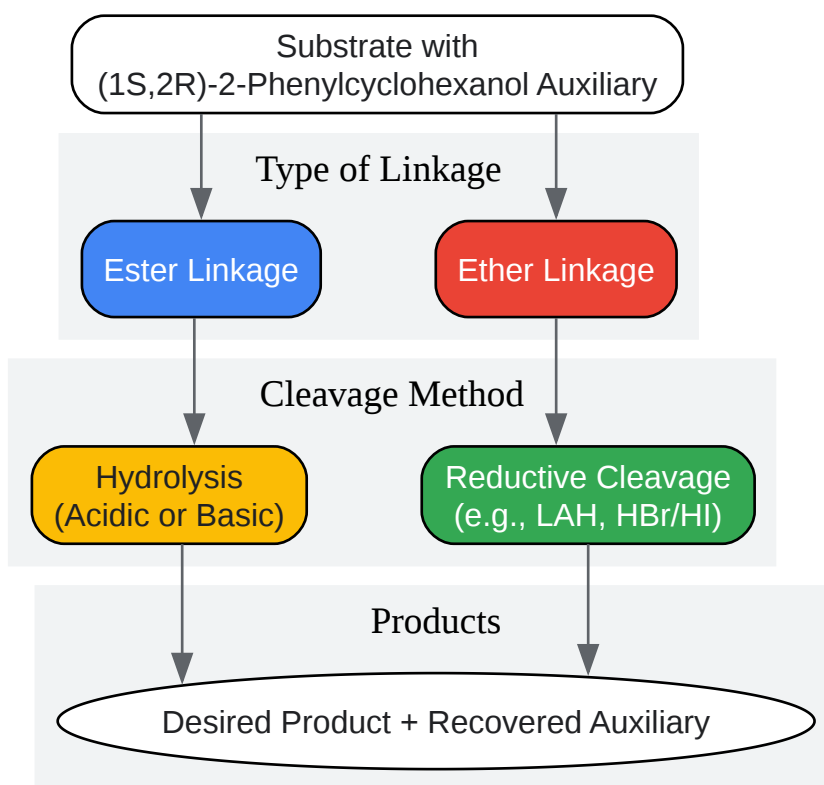 Substrate with
(1S,2R)-2-Phenylcyclohexanol Auxiliary
Type of Linkage
Ester Linkage
Ether Linkage
Cleavage Method
Hydrolysis
(Acidic or Basic)
Reductive Cleavage
(e.g., LAH, HBr/HI)
Products
Desired Product + Recovered Auxiliary